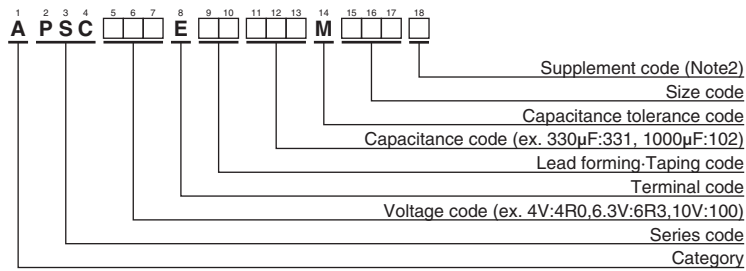 1 2 3 4 5 6 7 8 9 10 11 12 13 14 15 16 17 18
A PSC E M
Supplement code (Note2)
Size code
Capacitance tolerance code
Capacitance code (ex. 330µF:331, 1000µF:102)
Lead forming·Taping code
Terminal code
Voltage code (ex. 4V:4R0,6.3V:6R3,10V:100)
Series code
Category